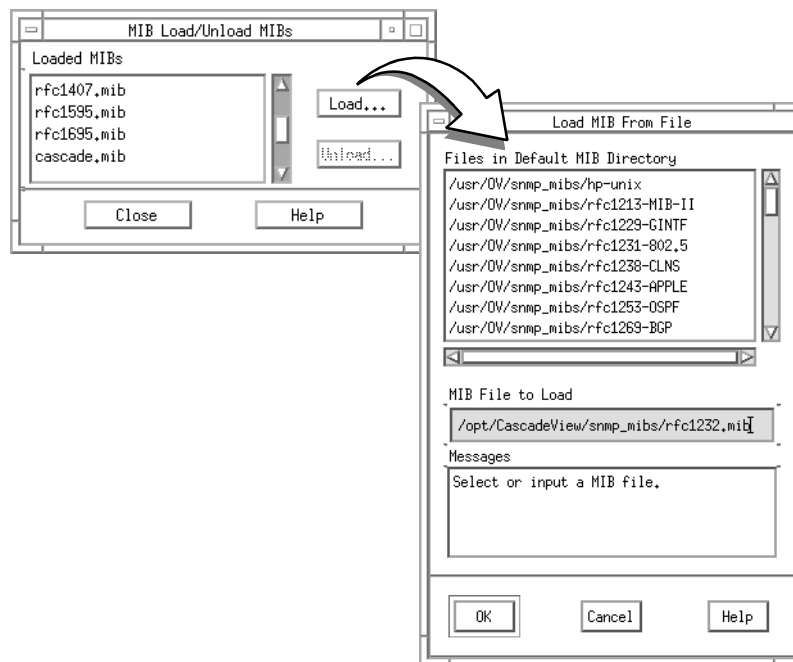 MIB Load/Unload MIBs
Loaded MIBs
rfc1407.mib
rfc1595.mib
rfc1695.mib
cascade.mib
Load...
Unload...
Close
Help
Load MIB From File
Files in Default MIB Directory
/usr/OV/snmp_mibs/hp-unix
/usr/OV/snmp_mibs/rfc1213-MIB-II
/usr/OV/snmp_mibs/rfc1229-GINTF
/usr/OV/snmp_mibs/rfc1231-802.5
/usr/OV/snmp_mibs/rfc1238-CLNS
/usr/OV/snmp_mibs/rfc1243-APPLE
/usr/OV/snmp_mibs/rfc1253-OSPF
/usr/OV/snmp_mibs/rfc1269-BGP
MIB File to Load
/opt/CascadeView/snmp_mibs/rfc1232.mib
Messages
Select or input a MIB file.
OK
Cancel
Help